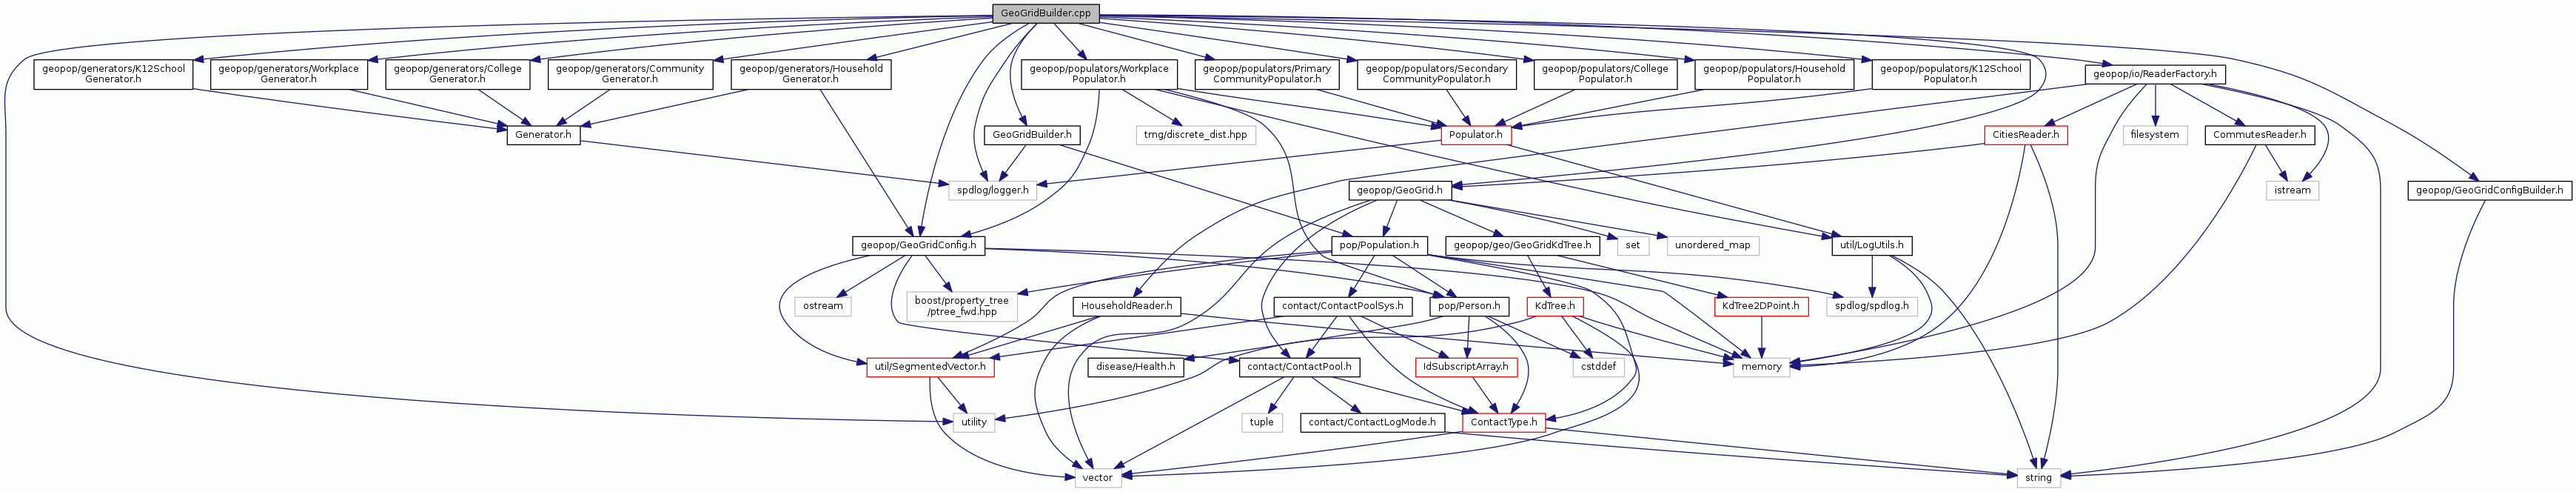 GeoGridBuilder.cpp
geopop/generators/K12School
Generator.h
geopop/generators/Workplace
Generator.h
geopop/generators/College
Generator.h
geopop/generators/Community
Generator.h
geopop/generators/Household
Generator.h
geopop/populators/Workplace
Populator.h
geopop/populators/Primary
CommunityPopulator.h
geopop/populators/Secondary
CommunityPopulator.h
geopop/populators/College
Populator.h
geopop/populators/Household
Populator.h
geopop/populators/K12School
Populator.h
geopop/io/ReaderFactory.h
Generator.h
GeoGridBuilder.h
trng/discrete_dist.hpp
Populator.h
CitiesReader.h
filesystem
CommutesReader.h
spdlog/logger.h
geopop/GeoGrid.h
istream
geopop/GeoGridConfigBuilder.h
geopop/GeoGridConfig.h
pop/Population.h
geopop/geo/GeoGridKdTree.h
set
unordered_map
util/LogUtils.h
ostream
boost/property_tree
/ptree_fwd.hpp
HouseholdReader.h
contact/ContactPoolSys.h
pop/Person.h
KdTree.h
KdTree2DPoint.h
spdlog/spdlog.h
util/SegmentedVector.h
disease/Health.h
contact/ContactPool.h
IdSubscriptArray.h
cstddef
memory
utility
tuple
contact/ContactLogMode.h
ContactType.h
vector
string